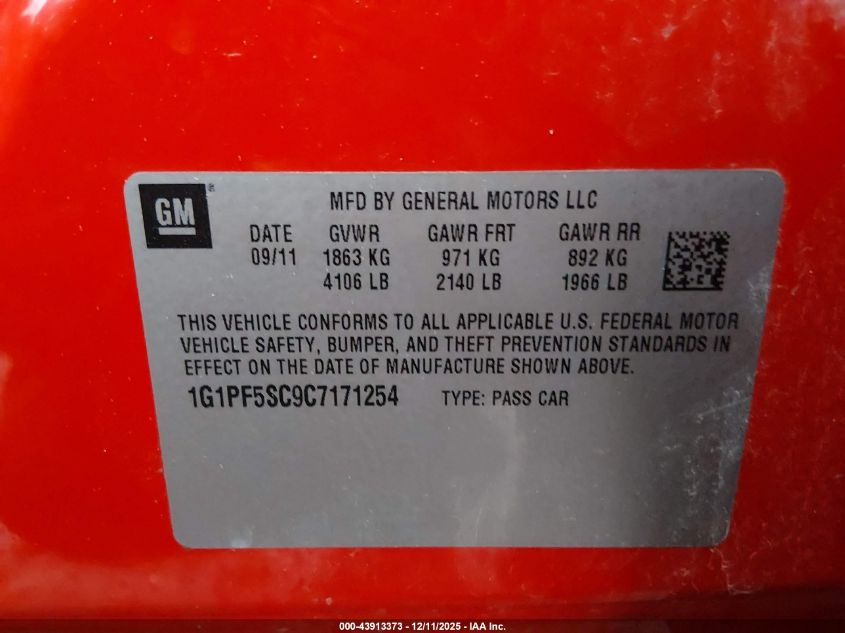 GM®
MFD BY GENERAL MOTORS LLC
DATE GVWR GAWR FRT GAWR RR
09/11 1863 KG 971 KG 892 KG
4106 LB 2140 LB 1966 LB
THIS VEHICLE CONFORMS TO ALL APPLICABLE U.S. FEDERAL MOTOR
VEHICLE SAFETY, BUMPER, AND THEFT PREVENTION STANDARDS IN
EFFECT ON THE DATE OF MANUFACTURE SHOWN ABOVE.
1G1PF5SC9C7171254 TYPE: PASS CAR
000-43913373 - 12/11/2025 - IAA Inc.